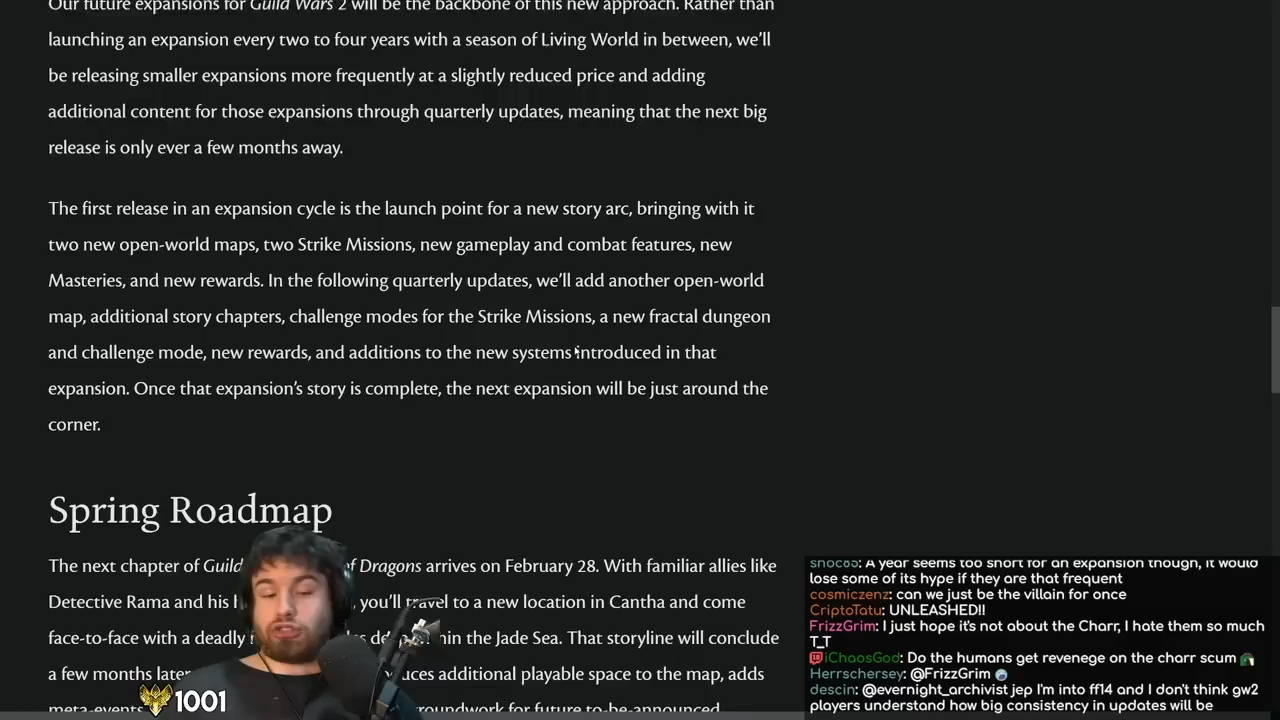 Our future expansions for Guild Wars 2 will be the backbone of this new approach. Rather than
launching an expansion every two to four years with a season of Living World in between, we'll
be releasing smaller expansions more frequently at a slightly reduced price and adding
additional content for those expansions through quarterly updates, meaning that the next big
release is only ever a few months away.
The first release in an expansion cycle is the launch point for a new story arc, bringing with it
two new open-world maps, two Strike Missions, new gameplay and combat features, new
Masteries, and new rewards. In the following quarterly updates, we'll add another open-world
map, additional story chapters, challenge modes for the Strike Missions, a new fractal dungeon
and challenge mode, new rewards, and additions to the new systems introduced in that
expansion. Once that expansion's story is complete, the next expansion will be just around the
corner.
Spring Roadmap
The next chapter of Guild of Dragons arrives on February 28. With familiar allies like
Detective Rama and his you'll travel to a new location in Cantha and come
face-to-face with a deadly within the Jade Sea. That storyline will conclude
a few months later additional playable space to the map, adds
meta-events groundwork for future to-be-announced
1001
snoc65: A year seems too short for an expansion though, it would
lose some of its hype if they are that frequent
cosmiczenz: can we just be the villain for once
CriptoTatu: UNLEASHED!!
FrizzGrim: I just hope it's not about the Charr, I hate them so much
T_T
iChaosGod: Do the humans get revenege on the charr scum
Herrschersey: @FrizzGrim
descin: @evernight_archivist jep I'm into ff14 and I don't think gw2
players understand how big consistency in updates will be